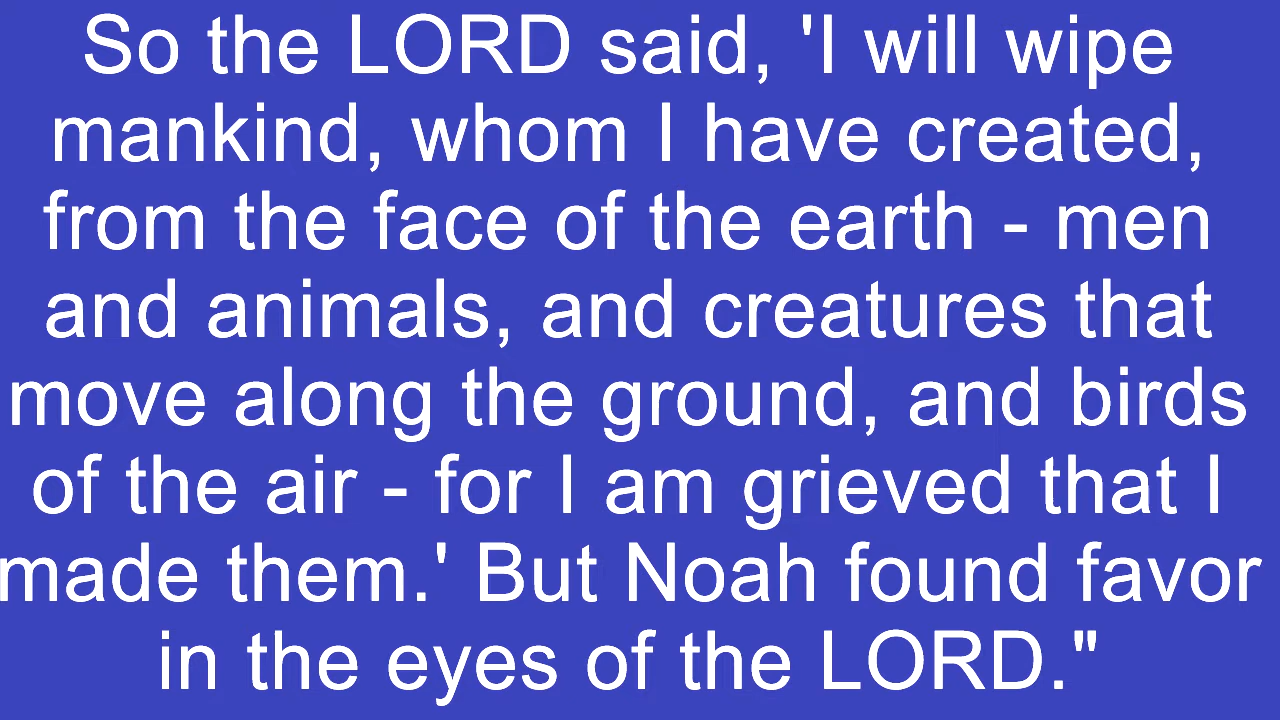 So the LORD said, 'I will wipe
mankind, whom I have created,
from the face of the earth - men
and animals, and creatures that
move along the ground, and birds
of the air - for I am grieved that I
made them.' But Noah found favor
in the eyes of the LORD."